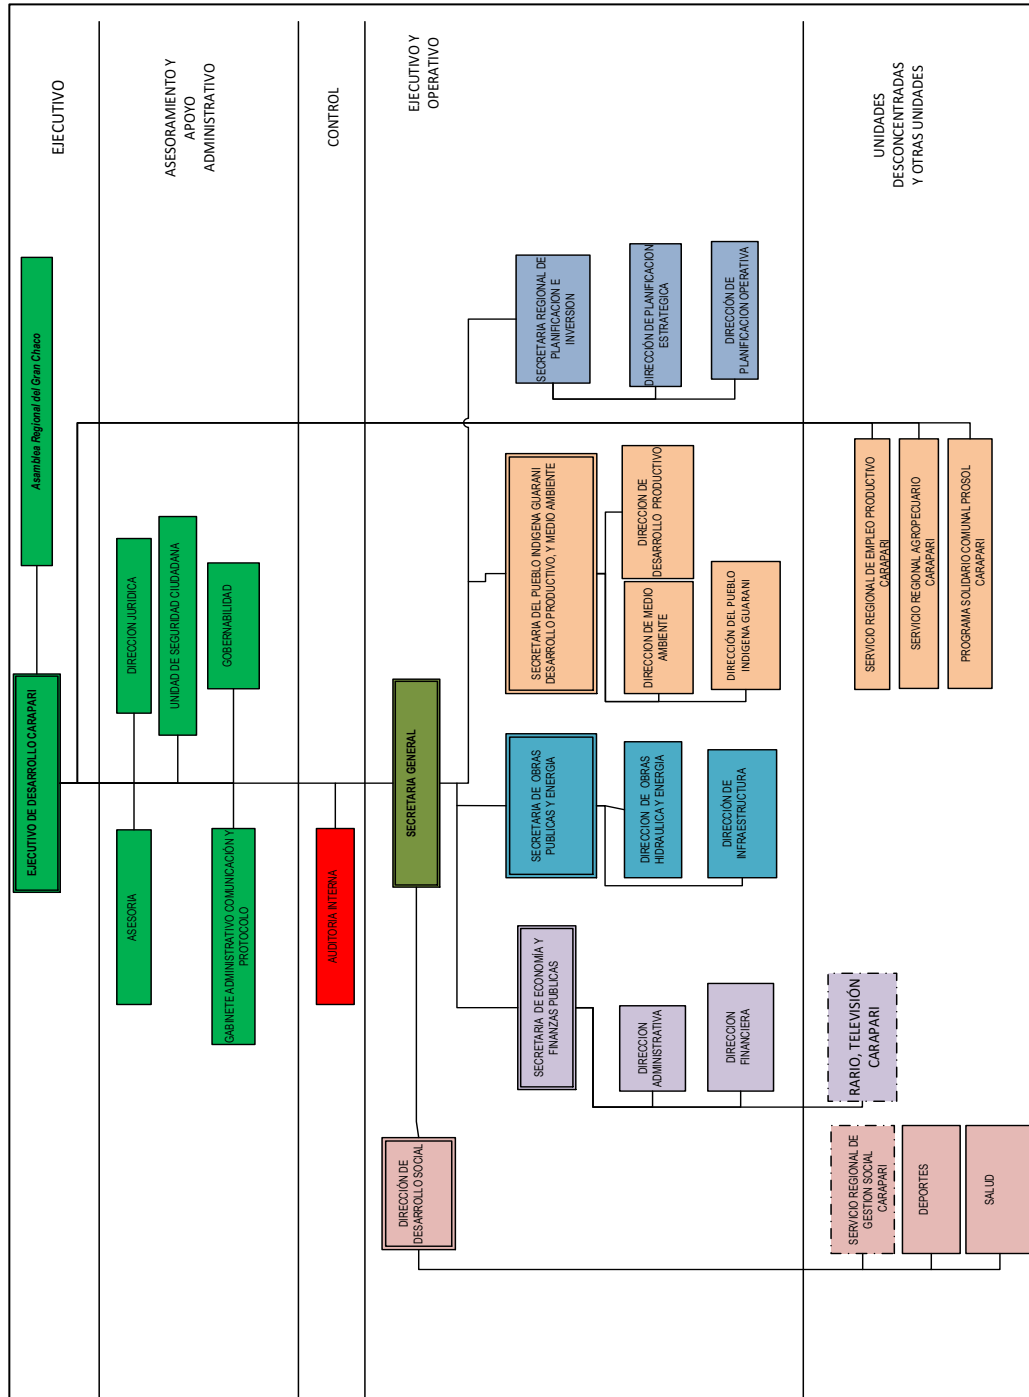 EJECUTIVO
ASESORAMIENTO Y
APOYO
ADMINISTRATIVO
CONTROL
EJECUTIVO Y
OPERATIVO
UNIDADES
DESCONCENTRADAS
Y OTRAS UNIDADES
Asamblea Regional del Gran Chaco
EJECUTIVO DE DESARROLLO CARAPARI
DIRECCION JURIDICA
UNIDAD DE SEGURIDAD CIUDADANA
GOBERNABILIDAD
ASESORIA
GABINETE ADMINISTRATIVO COMUNICACIÓN Y
PROTOCOLO
AUDITORIA INTERNA
SECRETARIA GENERAL
DIRECCIÓN DE
DESARROLLO SOCIAL
SECRETARIA DE ECONOMÍA Y
FINANZAS PUBLICAS
DIRECCION
ADMINISTRATIVA
DIRECCION
FINANCIERA
SECRETARIA DE OBRAS
PUBLICAS Y ENERGIA
DIRECCION DE OBRAS
HIDRAULICA Y ENERGIA
DIRECCIÓN DE
INFRAESTRUCTURA
SECRETARIA DEL PUEBLO INDIGENA GUARANI
DESARROLLO PRODUCTIVO, Y MEDIO AMBIENTE
DIRECCION DE MEDIO
AMBIENTE
DIRECCION DE
DESARROLLO PRODUCTIVO
DIRECCIÓN DEL PUEBLO
INDIGENA GUARANI
SECRETARIA REGIONAL DE
PLANIFICACION E
INVERSION
DIRECCIÓN DE PLANIFICACION
ESTRATEGICA
DIRECCIÓN DE
PLANIFICACION OPERATIVA
SERVICIO REGIONAL DE GESTION SOCIAL
CARAPARI
DEPORTES
SALUD
RARIO, TELEVISIÓN
CARAPARI
SERVICIO REGIONAL DE EMPLEO PRODUCTIVO
CARAPARI
SERVICIO REGIONAL AGROPECUARIO
CARAPARI
PROGRAMA SOLIDARIO COMUNAL PROSOL
CARAPARI